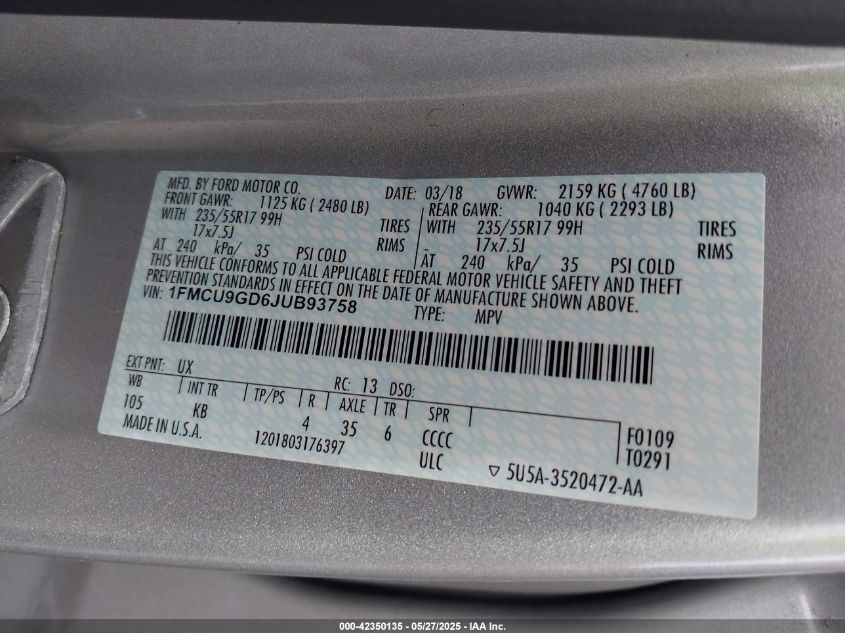 MFD. BY FORD MOTOR CO. DATE: 03/18 GVWR: 2159 KG ( 4760 LB)
FRONT GAWR: 1125 KG ( 2480 LB) REAR GAWR: 1040 KG ( 2293 LB)
WITH 235/55R17 99H TIRES WITH 235/55R17 99H TIRES
17x7.5J RIMS 17x7.5J RIMS
AT 240 kPa/ 35 PSI COLD AT 240 kPa/ 35 PSI COLD
THIS VEHICLE CONFORMS TO ALL APPLICABLE FEDERAL MOTOR VEHICLE SAFETY AND THEFT
PREVENTION STANDARDS IN EFFECT ON THE DATE OF MANUFACTURE SHOWN ABOVE.
VIN: 1FMCU9GD6JUB93758 TYPE: MPV
EXT PNT: UX RC: 13 DSO:
WB INT TR TP/PS R AXLE TR SPR
105 KB 4 35 6 CCCC F0109
MADE IN U.S.A. 1201803176397 ULC T0291
▽ 5U5A-3520472-AA
000-42350135 - 05/27/2025 - IAA Inc.